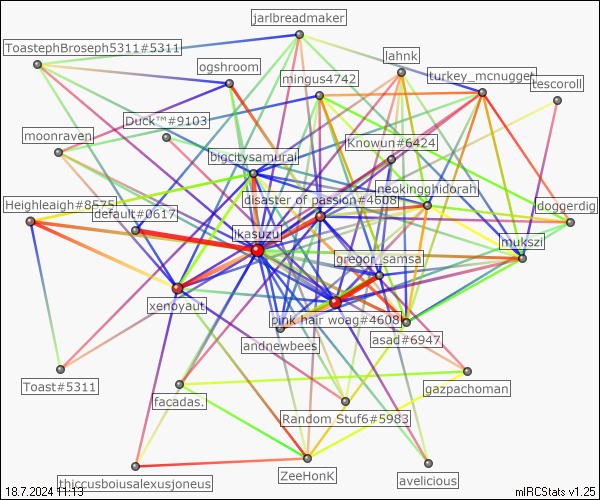 jarlbreadmaker
ToastephBroseph5311#5311
lahnk
ogshroom
mingus4742
turkey_mcnugget
tescoroll
Duck™#9103
moonraven
Knowun#6424
bigcitysamurai
neokingghidorah
disaster of passion#4608
Heighleigh#8575
default#0617
doggerdig
jkasuzu
mukszi
gregor_samsa
xenoyaut
pink hair woag#4608
asad#6947
andnewbees
Toast#5311
gazpachoman
facadas.
Random Stuf6#5983
ZeeHonK
thiccusboiusalexusjoneus
avelicious
18.7.2024 11:13
mIRCStats v1.25